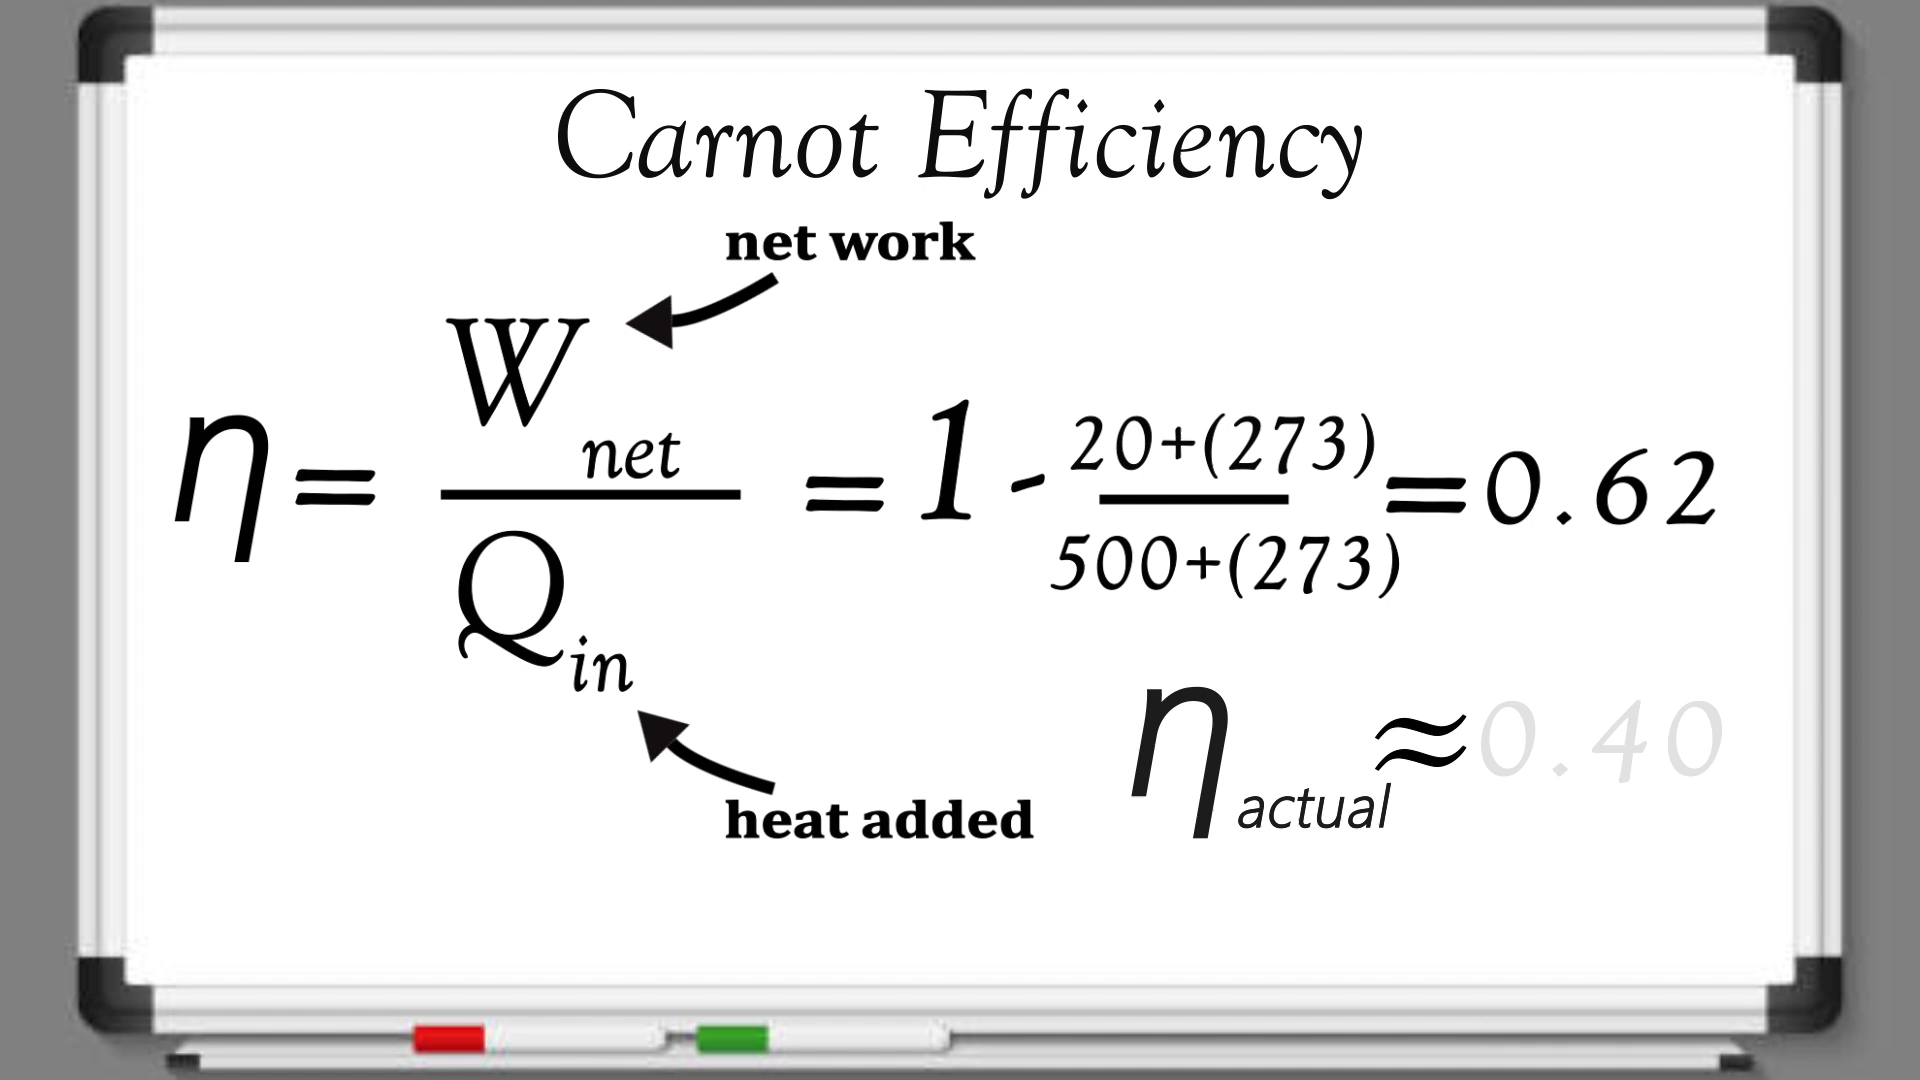 Carnot Efficiency
net work
η = W net / Q in = 1 - 20+(273) / 500+(273) = 0.62
heat added
η actual ≈ 0.40